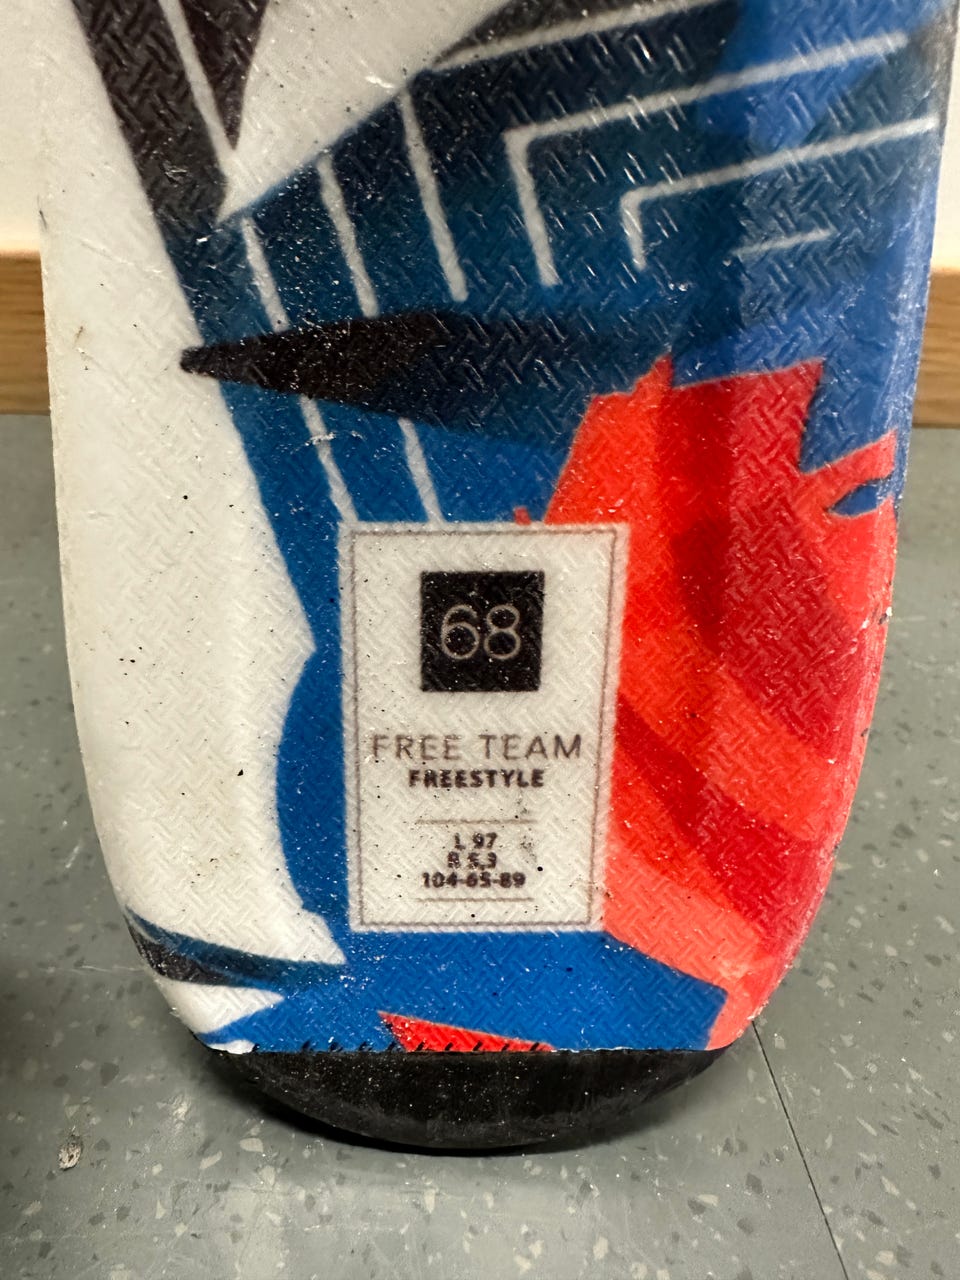 68
FREE TEAM
FREESTYLE
L 97
R 5,3
104-65-89